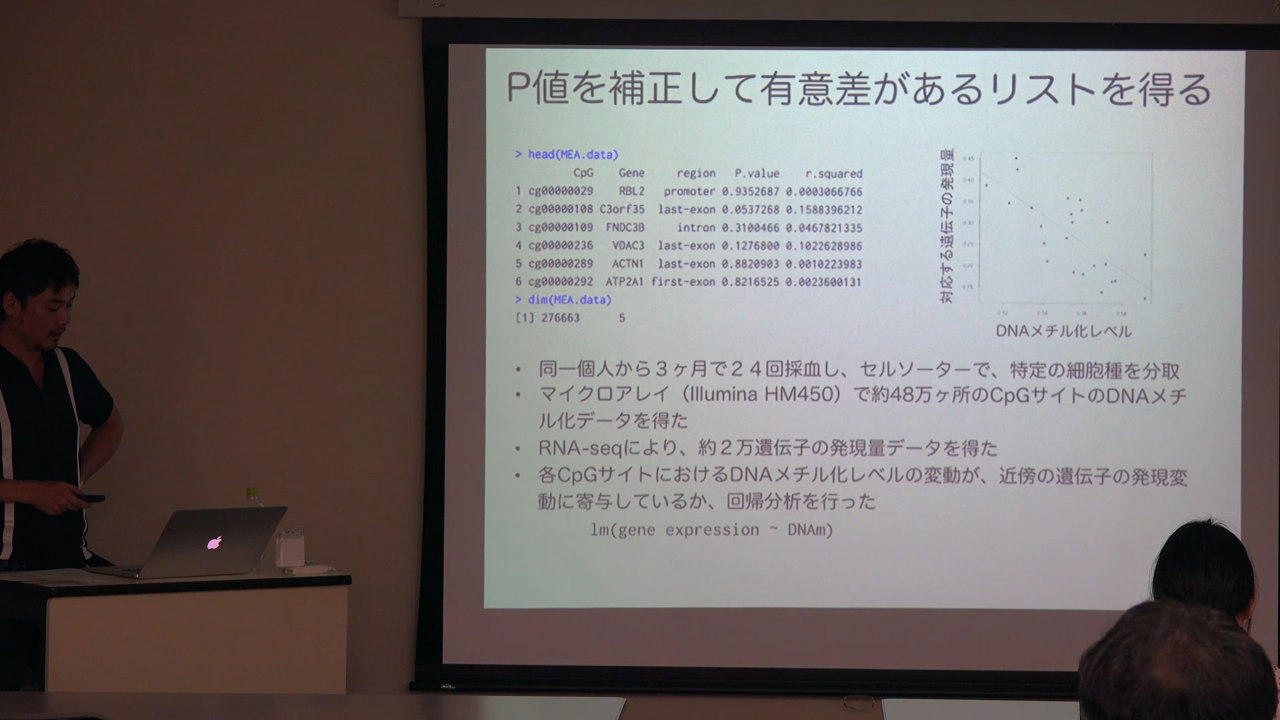 P値を補正して有意差があるリストを得る
> head(MEA.data)
CpG Gene region P.value r.squared
1 cg00000029 RBL2 promoter 0.9352687 0.0003066766
2 cg00000108 C3orf35 last-exon 0.0537268 0.1588396212
3 cg00000109 FNDC3B intron 0.3100466 0.0467821335
4 cg00000236 VDAC3 last-exon 0.1276800 0.1022628986
5 cg00000289 ACTN1 last-exon 0.8820903 0.0010223983
6 cg00000292 ATP2A1 first-exon 0.8216525 0.0023600131
> dim(MEA.data)
[1] 276663 5
対応する遺伝子の発現量
DNAメチル化レベル
• 同一個人から3ヶ月で24回採血し、セルソーターで、特定の細胞種を分取
• マイクロアレイ（Illumina HM450）で約48万ヶ所のCpGサイトのDNAメチ
ル化データを得た
• RNA-seqにより、約２万遺伝子の発現量データを得た
• 各CpGサイトにおけるDNAメチル化レベルの変動が、近傍の遺伝子の発現変
動に寄与しているか、回帰分析を行った
lm(gene expression ~ DNAm)